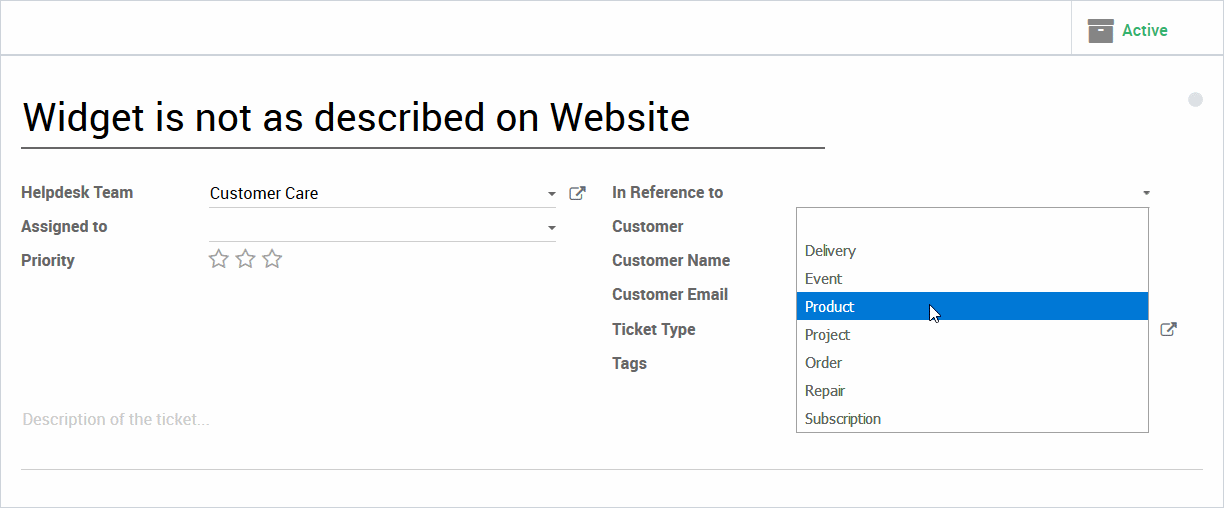 Active
Widget is not as described on Website
Helpdesk Team Customer Care
Assigned to
Priority
In Reference to
Customer
Customer Name
Customer Email
Ticket Type
Tags
Delivery
Event
Product
Project
Order
Repair
Subscription
Description of the ticket...